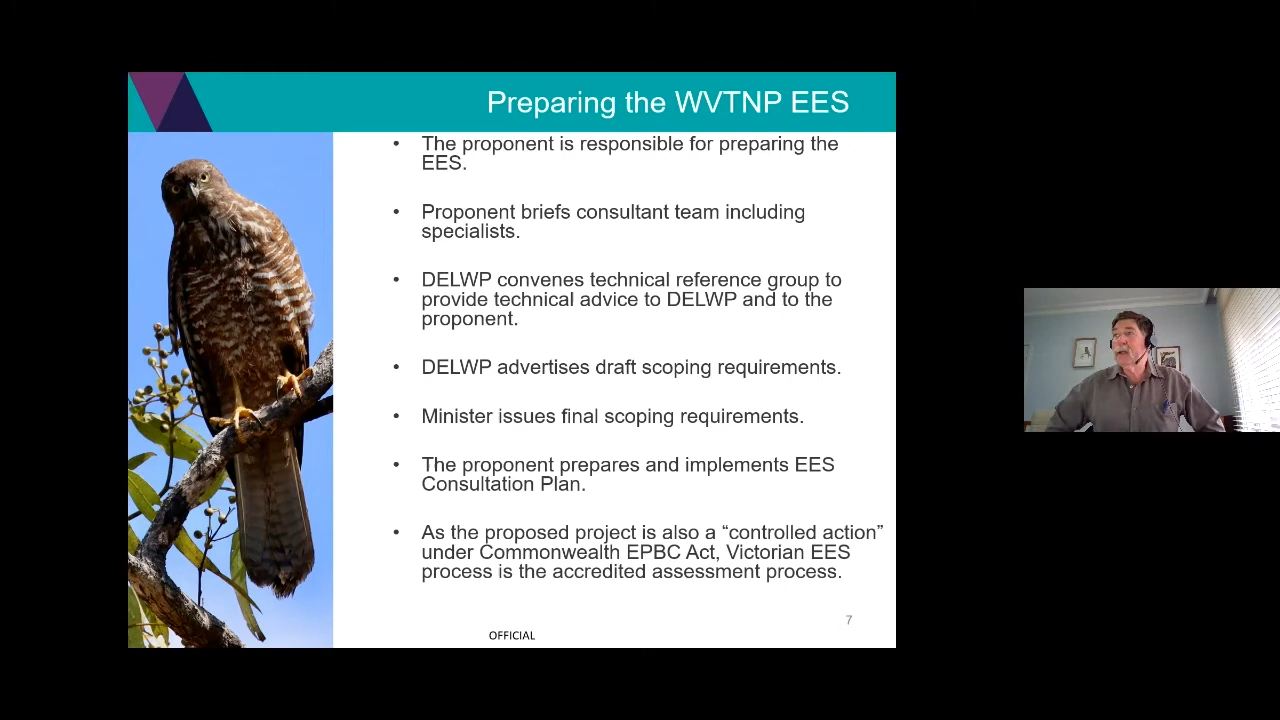 Preparing the WVTNP EES
• The proponent is responsible for preparing the
EES.
• Proponent briefs consultant team including
specialists.
• DELWP convenes technical reference group to
provide technical advice to DELWP and to the
proponent.
• DELWP advertises draft scoping requirements.
• Minister issues final scoping requirements.
• The proponent prepares and implements EES
Consultation Plan.
• As the proposed project is also a “controlled action”
under Commonwealth EPBC Act, Victorian EES
process is the accredited assessment process.
7
OFFICIAL